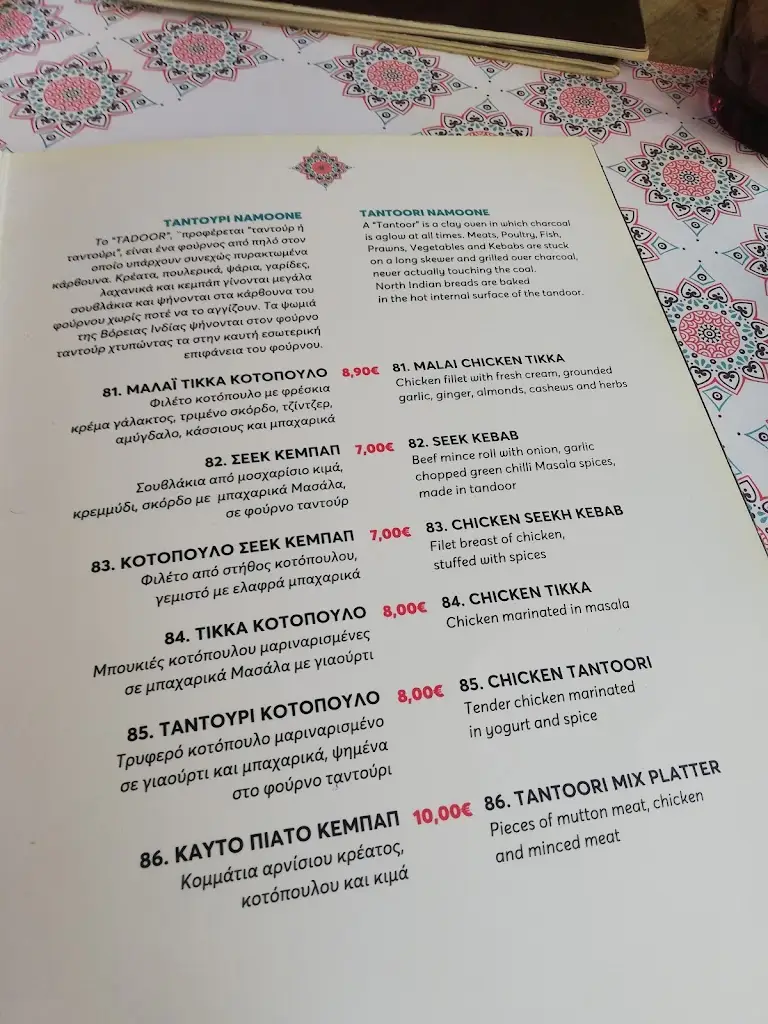 ΤΑΝΤΟΥΡΙ NAMOONE
Το "TADOOR", ¨προφέρεται "ταντούρ ή
ταντούρι", είναι ένα φούρνος από πηλό στον
οποίο υπάρχουν συνεχώς πυρακτωμένα
κάρβουνα. Κρέατα, πουλερικά, ψάρια, γαρίδες,
λαχανικά και κεμπάπ γίνονται μεγάλα
σουβλάκια και ψήνονται στα κάρβουνα του
φούρνου χωρίς ποτέ να το αγγίζουν. Τα ψωμιά
της Βόρειας Ινδίας ψήνονται στον φούρνο
ταντούρ χτυπώντας τα στην καυτή εσωτερική
επιφάνεια του φούρνου.
TANTOORI NAMOONE
A "Tantoor" is a clay oven in which charcoal
is aglow at all times. Meats, Poultry, Fish,
Prawns, Vegetables and Kebabs are stuck
on a long skewer and grilled over charcoal,
never actually touching the coal.
North Indian breads are baked
in the hot internal surface of the tandoor.
81. ΜΑΛΑΪ ΤΙΚΚΑ ΚΟΤΟΠΟΥΛΟ 8,90€
Φιλέτο κοτόπουλο με φρέσκια
κρέμα γάλακτος, τριμένο σκόρδο, τζίντζερ,
αμύγδαλο, κάσσιους και μπαχαρικά
81. MALAI CHICKEN TIKKA
Chicken fillet with fresh cream, grounded
garlic, ginger, almonds, cashews and herbs
82. ΣΕΕΚ ΚΕΜΠΑΠ 7,00€
Σουβλάκια από μοσχαρίσιο κιμά,
κρεμμύδι, σκόρδο με μπαχαρικά Μασάλα,
σε φούρνο ταντούρ
82. SEEK KEBAB
Beef mince roll with onion, garlic
chopped green chilli Masala spices,
made in tandoor
83. ΚΟΤΟΠΟΥΛΟ ΣΕΕΚ ΚΕΜΠΑΠ 7,00€
Φιλέτο από στήθος κοτόπουλου,
γεμιστό με ελαφρά μπαχαρικά
83. CHICKEN SEEKH KEBAB
Filet breast of chicken,
stuffed with spices
84. ΤΙΚΚΑ ΚΟΤΟΠΟΥΛΟ 8,00€
Μπουκιές κοτόπουλου μαριναρισμένες
σε μπαχαρικά Μασάλα με γιαούρτι
84. CHICKEN TIKKA
Chicken marinated in masala
85. ΤΑΝΤΟΥΡΙ ΚΟΤΟΠΟΥΛΟ 8,00€
Τρυφερό κοτόπουλο μαριναρισμένο
σε γιαούρτι και μπαχαρικά, ψημένα
στο φούρνο ταντούρι
85. CHICKEN TANTOORI
Tender chicken marinated
in yogurt and spice
86. ΚΑΥΤΟ ΠΙΑΤΟ ΚΕΜΠΑΠ 10,00€
Κομμάτια αρνίσιου κρέατος,
κοτόπουλου και κιμά
86. TANTOORI MIX PLATTER
Pieces of mutton meat, chicken
and minced meat